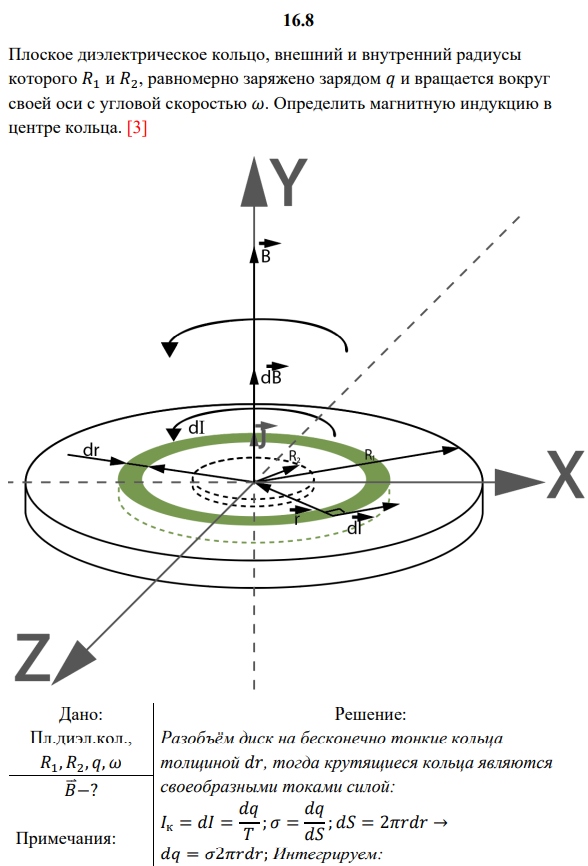 16.8
Плоское диэлектрическое кольцо, внешний и внутренний радиусы
которого R₁ и R₂, равномерно заряжено зарядом q и вращается вокруг
своей оси с угловой скоростью ω. Определить магнитную индукцию в
центре кольца. [3]
Y
B
dB
dI
J
dr
R₂
R₁
X
r
dl
Z
Дано:
Пл.диэл.кол.,
R₁, R₂, q, ω
B⃗−?
Примечания:
Решение:
Разобъём диск на бесконечно тонкие кольца
толщиной dr, тогда крутящиеся кольца являются
своеобразными токами силой:
Iₖ = dI = dq/T; σ = dq/dS; dS = 2πrdr →
dq = σ2πrdr; Интегрируем: